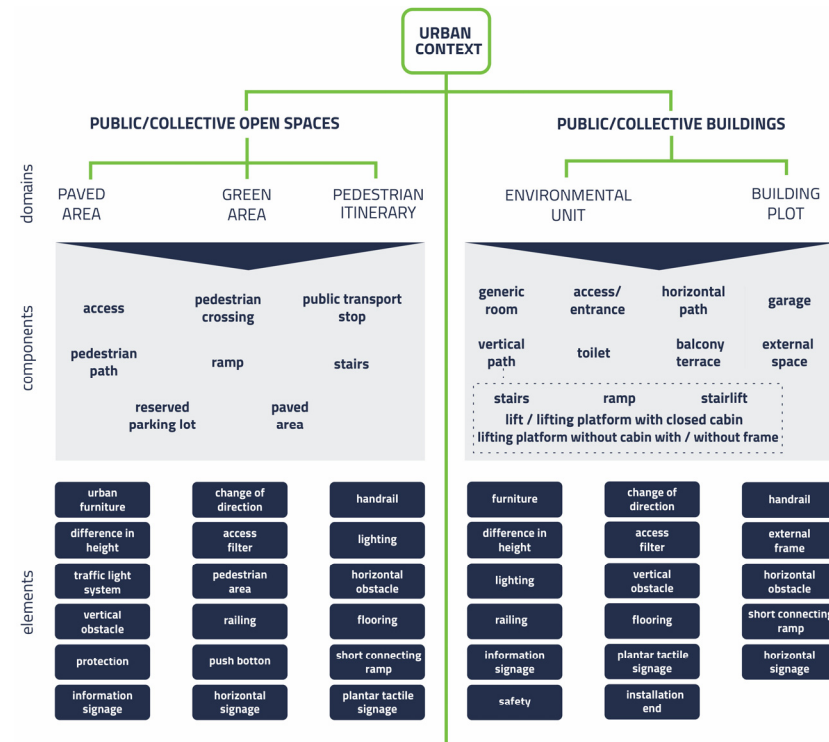 URBAN
CONTEXT
PUBLIC/COLLECTIVE OPEN SPACES
PUBLIC/COLLECTIVE BUILDINGS
domains
PAVED
AREA
GREEN
AREA
PEDESTRIAN
ITINERARY
ENVIRONMENTAL
UNIT
BUILDING
PLOT
components
access
pedestrian
crossing
public transport
stop
pedestrian
path
ramp
stairs
reserved
parking lot
paved
area
generic
room
access/
entrance
horizontal
path
garage
vertical
path
toilet
balcony
terrace
external
space
stairs
ramp
stairlift
lift / lifting platform with closed cabin
lifting platform without cabin with / without frame
elements
urban
furniture
change of
direction
handrail
difference in
height
access
filter
lighting
traffic light
system
pedestrian
area
horizontal
obstacle
vertical
obstacle
railing
flooring
protection
push botton
short connecting
ramp
information
signage
horizontal
signage
plantar tactile
signage
furniture
change of
direction
handrail
difference in
height
access
filter
external
frame
lighting
vertical
obstacle
horizontal
obstacle
railing
flooring
short connecting
ramp
information
signage
plantar tactile
signage
horizontal
signage
safety
installation
end